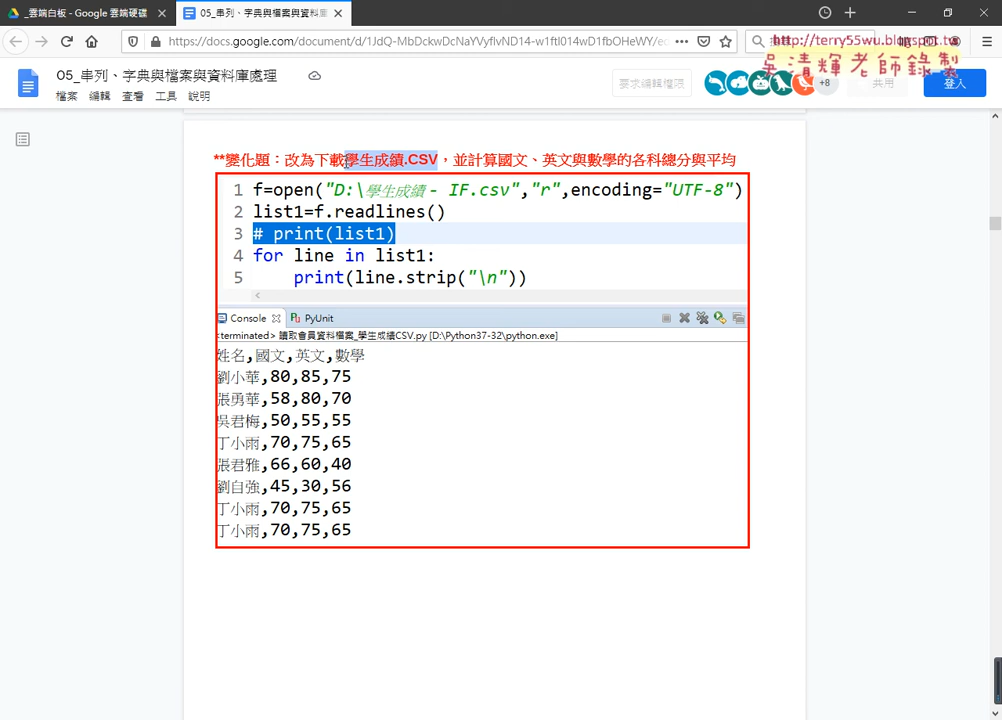 _雲端白板 - Google 雲端硬碟
05_串列、字典與檔案與資料庫
https://docs.google.com/document/d/1JdQ-MbDckwDcNaYVyflvND14-w1ftl014wD1fbOHeWY/ec
http://terry55wu.blogspot.tw
吳清輝老師錄製
05_串列、字典與檔案與資料庫處理
檔案 編輯 查看 工具 說明
要求編輯權限
+8
共用
登入
**變化題：改為下載學生成績.CSV，並計算國文、英文與數學的各科總分與平均
1 f=open("D:\學生成績 - IF.csv","r",encoding="UTF-8")
2 list1=f.readlines()
3 # print(list1)
4 for line in list1:
5 print(line.strip("\n"))
Console PyUnit
<terminated> 讀取會員資料檔案_學生成績CSV.py [D:\Python37-32\python.exe]
姓名,國文,英文,數學
劉小華,80,85,75
張勇華,58,80,70
吳君梅,50,55,55
丁小雨,70,75,65
張君雅,66,60,40
劉自強,45,30,56
丁小雨,70,75,65
丁小雨,70,75,65